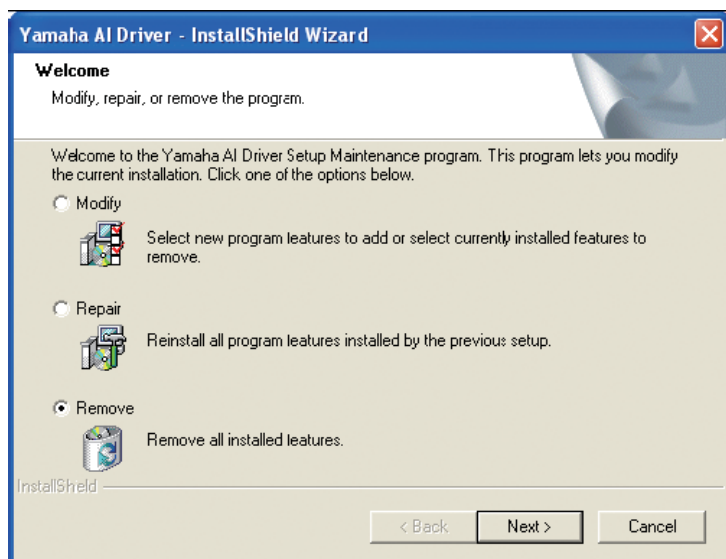 Yamaha AI Driver - InstallShield Wizard
Welcome
Modify, repair, or remove the program.
Welcome to the Yamaha AI Driver Setup Maintenance program. This program lets you modify
the current installation. Click one of the options below.
Modify
Select new program features to add or select currently installed features to
remove.
Repair
Reinstall all program features installed by the previous setup.
Remove
Remove all installed features.
InstallShield
< Back
Next >
Cancel